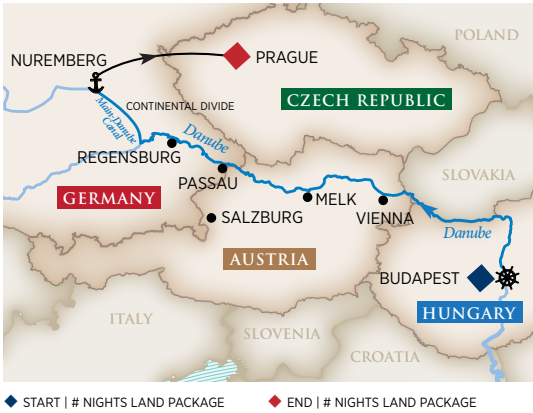 POLAND
NUREMBERG
PRAGUE
CONTINENTAL DIVIDE
CZECH REPUBLIC
Main-Danube
Canal
Danube
REGENSBURG
PASSAU
SLOVAKIA
GERMANY
MELK
SALZBURG
VIENNA
Danube
AUSTRIA
BUDAPEST
HUNGARY
ITALY
SLOVENIA
CROATIA
START | # NIGHTS LAND PACKAGE
END | # NIGHTS LAND PACKAGE